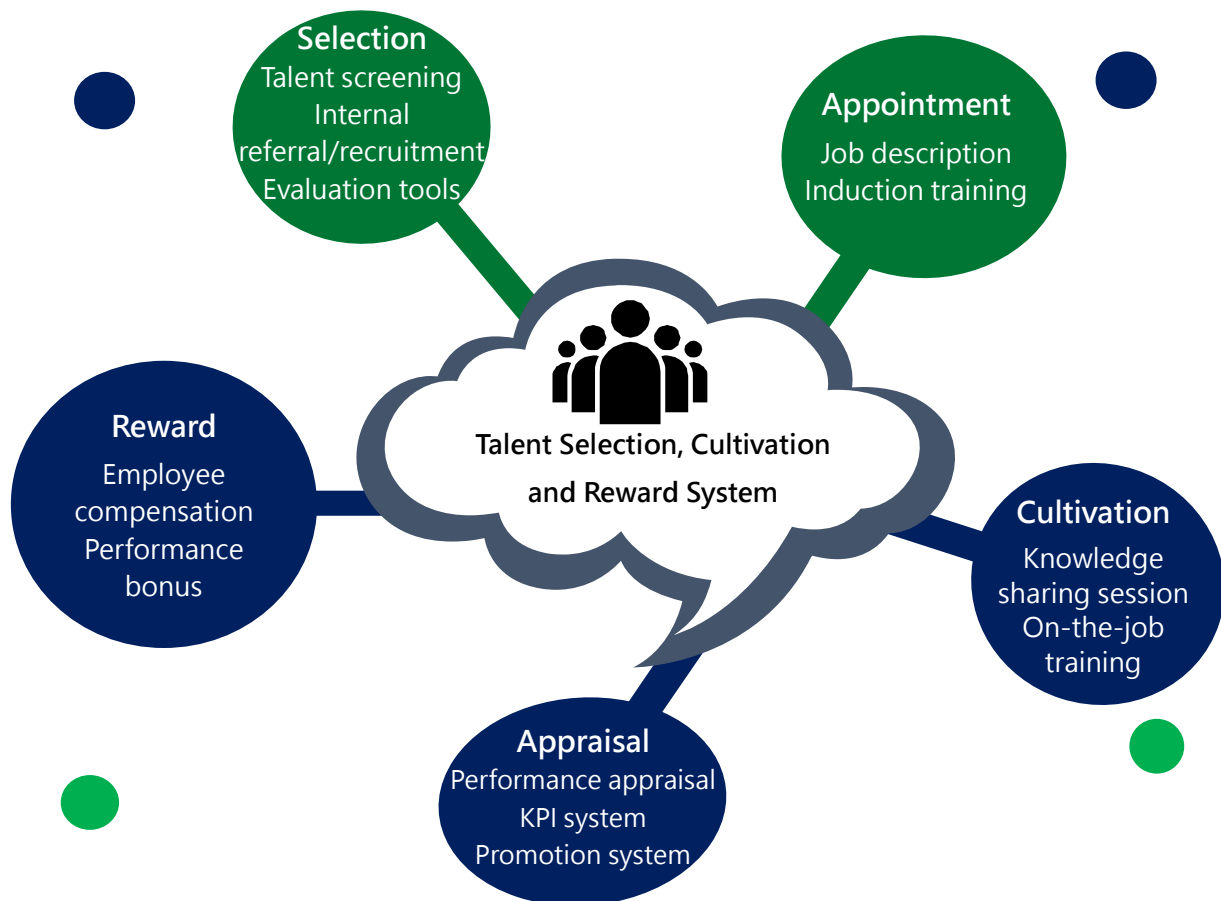 Selection
Talent screening
Internal
referral/recruitment
Evaluation tools
Appointment
Job description
Induction training
Talent Selection, Cultivation
and Reward System
Reward
Employee
compensation
Performance
bonus
Cultivation
Knowledge
sharing session
On-the-job
training
Appraisal
Performance appraisal
KPI system
Promotion system